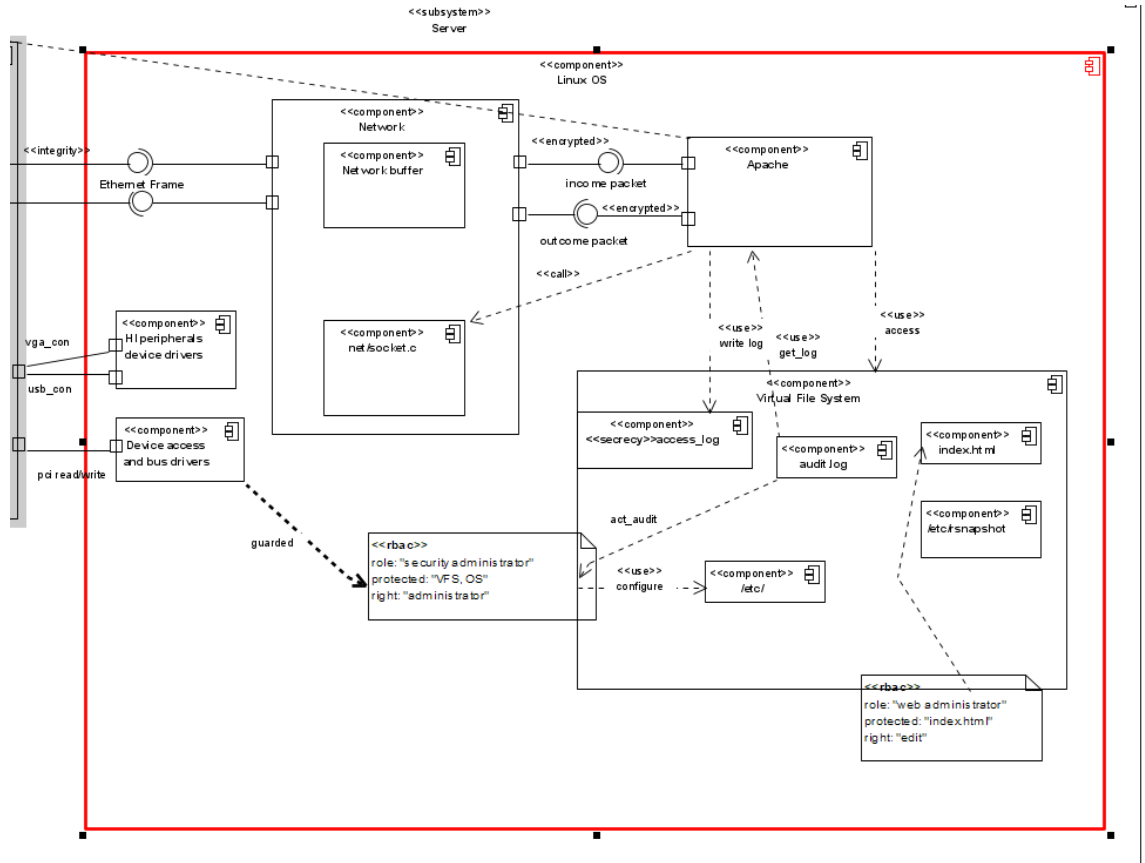 <<subsystem>>
Server
<<component>>
Linux OS
<<component>>
Network
<<component>>
Network buffer
<<integrity>>
Ethernet Frame
<<encrypted>>
income packet
<<encrypted>>
outcome packet
<<component>>
Apache
<<call>>
<<component>>
net/socket.c
<<use>>
write log
<<use>>
get_log
<<use>>
access
vga_con
usb_con
<<component>>
HI peripherals
device drivers
<<component>>
Device access
and bus drivers
pci read/write
<<component>>
Virtual File System
<<component>>
<<secrecy>>access_log
<<component>>
audit.log
<<component>>
index.html
<<component>>
/etc/rsnapshot
act_audit
guarded
<<rbac>>
role: "security administrator"
protected: "VFS, OS"
right: "administrator"
<<use>>
configure
<<component>>
/etc/
<<rbac>>
role: "web administrator"
protected: "index.html"
right: "edit"